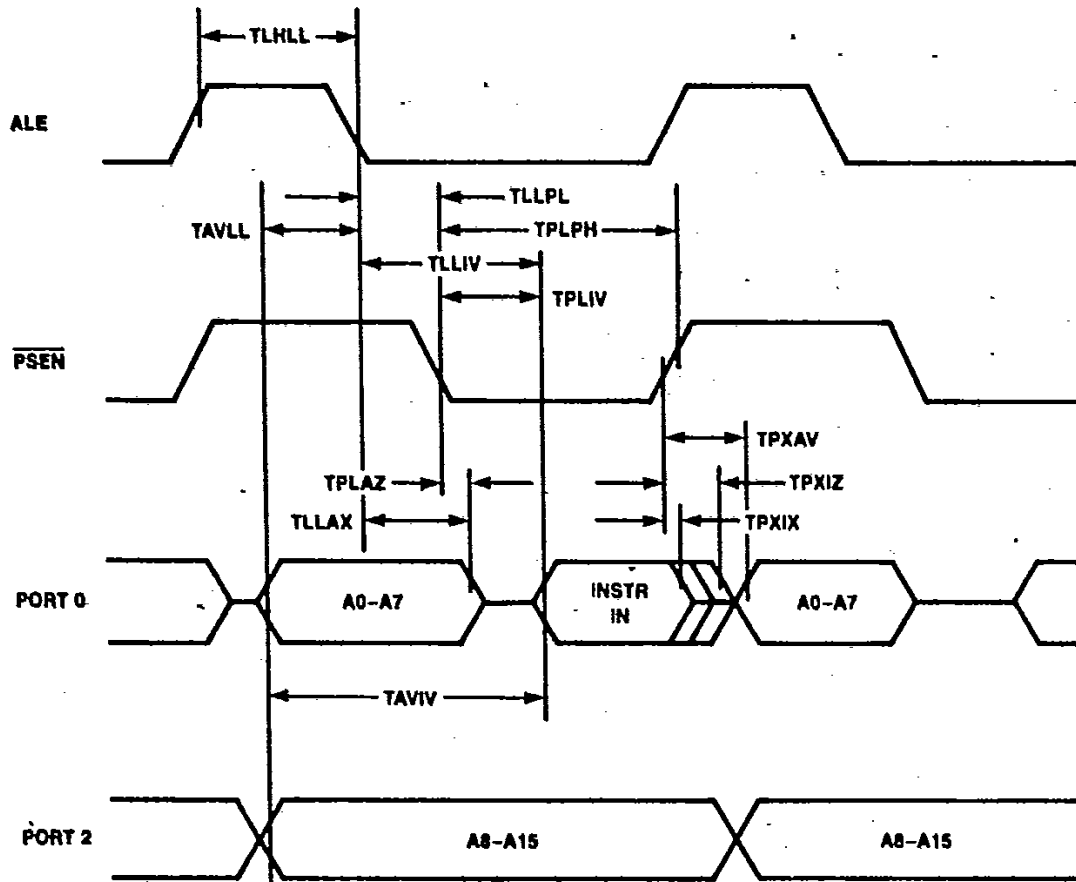 TLHLL
ALE
TLLPL
TAVLL
TPLPH
TLLIV
TPLIV
PSEN
TPXAV
TPLAZ
TPXIZ
TLLAX
TPXIX
PORT 0
A0-A7
INSTR
IN
A0-A7
TAVIV
PORT 2
A8-A15
A8-A15